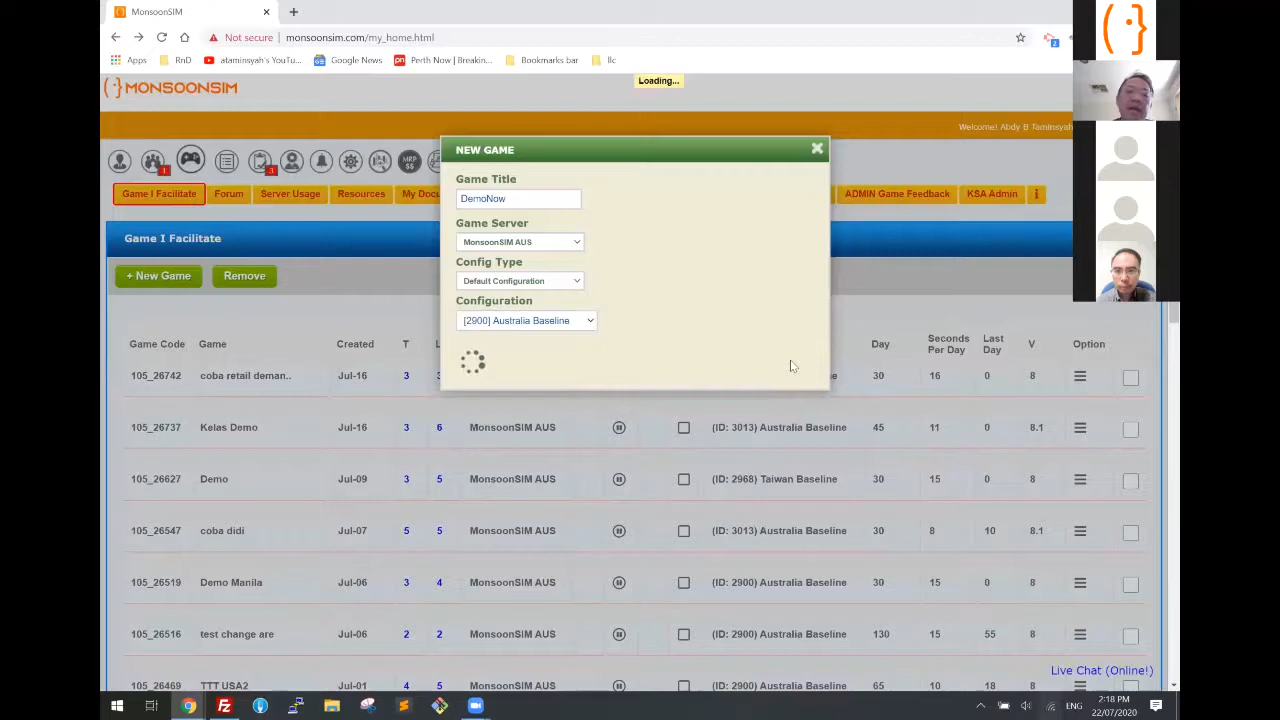 MonsoonSIM
Not secure | monsoonsim.com/my_home.html
Apps RnD ataminsyah's YouT... Google News Perth Now | Breakin... Bookmarks bar llc
Loading...
MONSOONSIM
Welcome! Abdy B Taminsyah
Game I Facilitate Forum Server Usage Resources My Docu ADMIN Game Feedback KSA Admin i
Game I Facilitate
+ New Game Remove
NEW GAME
Game Title
DemoNow
Game Server
MonsoonSIM AUS
Config Type
Default Configuration
Configuration
[2900] Australia Baseline
Game Code Game Created T L Day Seconds Per Day Last Day V Option
105_26742 coba retail deman.. Jul-16 3 30 16 0 8
105_26737 Kelas Demo Jul-16 3 6 MonsoonSIM AUS (ID: 3013) Australia Baseline 45 11 0 8.1
105_26627 Demo Jul-09 3 5 MonsoonSIM AUS (ID: 2968) Taiwan Baseline 30 15 0 8
105_26547 coba didi Jul-07 5 5 MonsoonSIM AUS (ID: 3013) Australia Baseline 30 8 10 8.1
105_26519 Demo Manila Jul-06 3 4 MonsoonSIM AUS (ID: 2900) Australia Baseline 30 15 0 8
105_26516 test change are Jul-06 2 2 MonsoonSIM AUS (ID: 2900) Australia Baseline 130 15 55 8
Live Chat (Online!)
105_26469 TTT USA2 Jul-01 4 5 MonsoonSIM AUS (ID: 2900) Australia Baseline 65 10 18 8
ENG
2:18 PM
22/07/2020